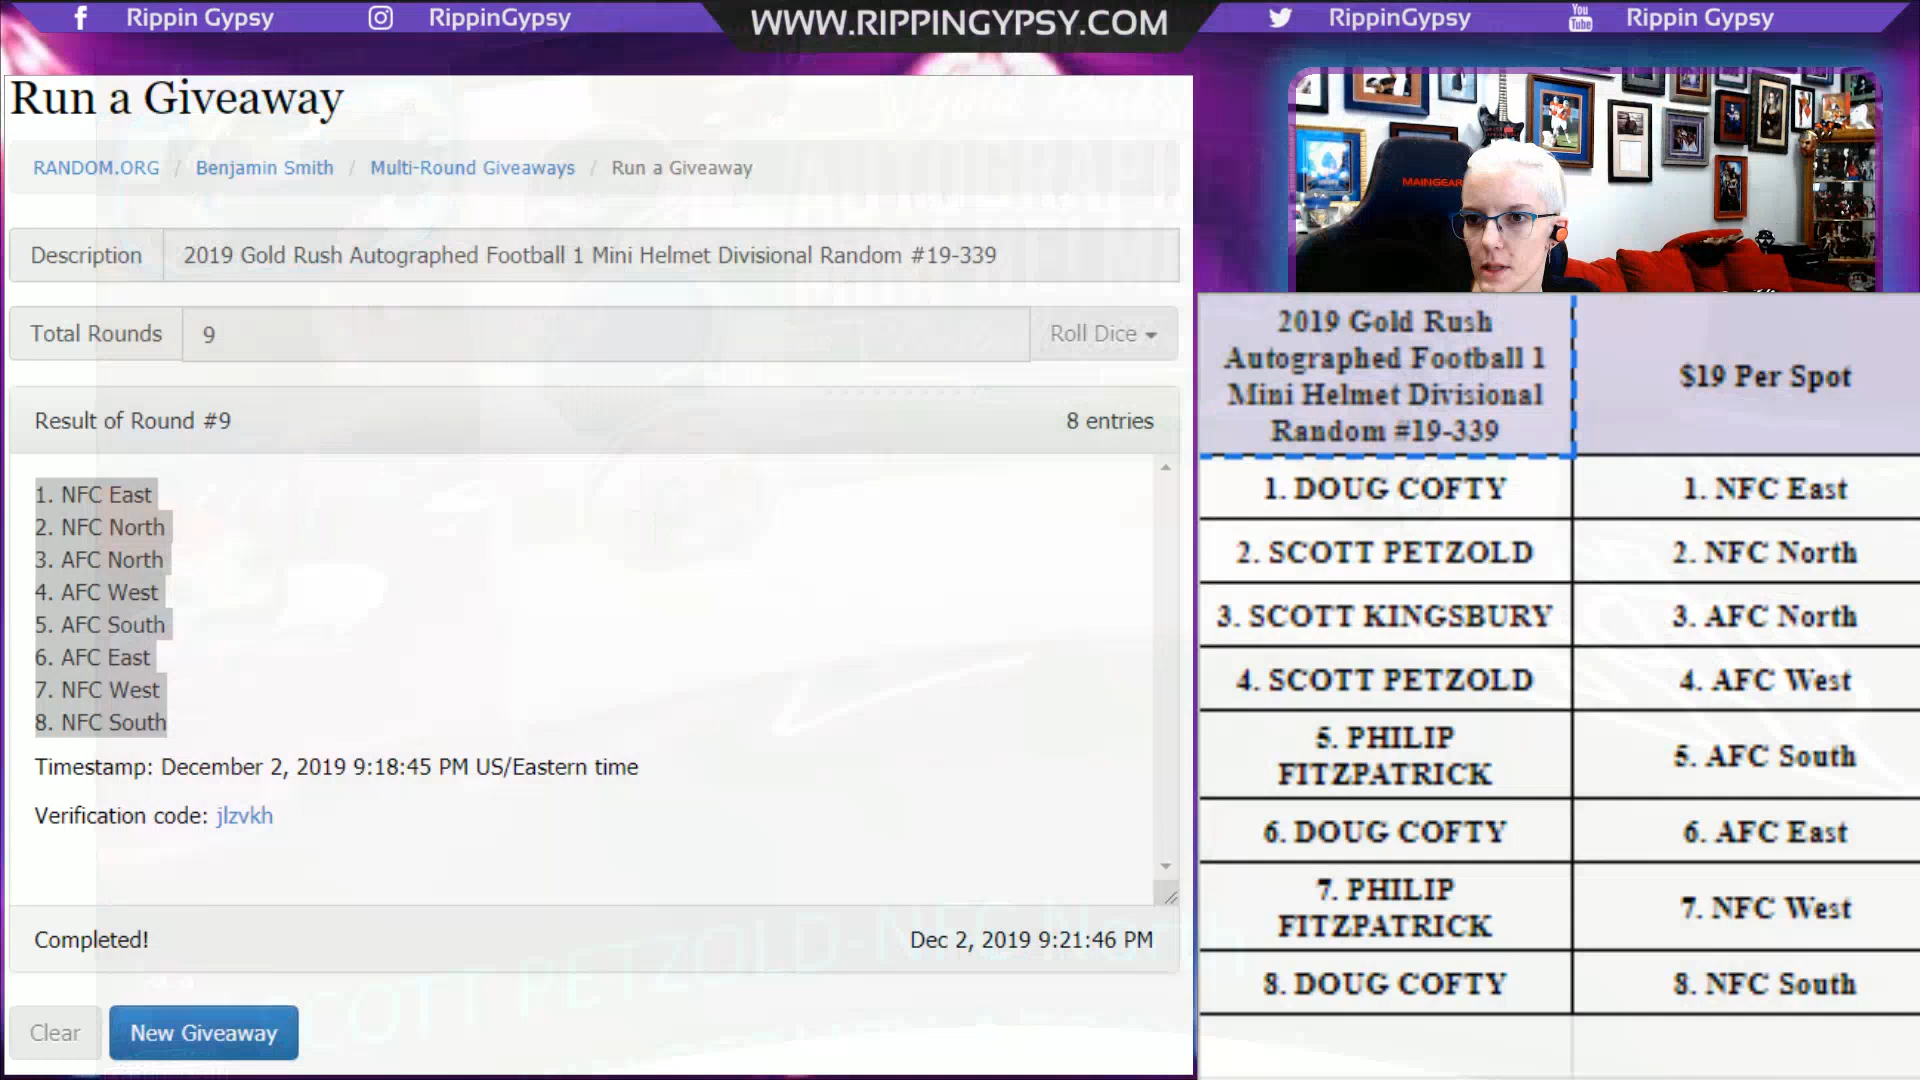 Rippin Gypsy
RippinGypsy
WWW.RIPPINGYPSY.COM
RippinGypsy
You
Tube
Rippin Gypsy
Run a Giveaway
RANDOM.ORG / Benjamin Smith / Multi-Round Giveaways / Run a Giveaway
Description
2019 Gold Rush Autographed Football 1 Mini Helmet Divisional Random #19-339
Total Rounds
9
Roll Dice
Result of Round #9
8 entries
1. NFC East
2. NFC North
3. AFC North
4. AFC West
5. AFC South
6. AFC East
7. NFC West
8. NFC South
Timestamp: December 2, 2019 9:18:45 PM US/Eastern time
Verification code: jlzvkh
Completed!
Dec 2, 2019 9:21:46 PM
SCOTT PETZOLD-NFC North
Clear
New Giveaway
MAINGEAR
2019 Gold Rush
Autographed Football 1
Mini Helmet Divisional
Random #19-339
$19 Per Spot
1. DOUG COFTY
1. NFC East
2. SCOTT PETZOLD
2. NFC North
3. SCOTT KINGSBURY
3. AFC North
4. SCOTT PETZOLD
4. AFC West
5. PHILIP
FITZPATRICK
5. AFC South
6. DOUG COFTY
6. AFC East
7. PHILIP
FITZPATRICK
7. NFC West
8. DOUG COFTY
8. NFC South